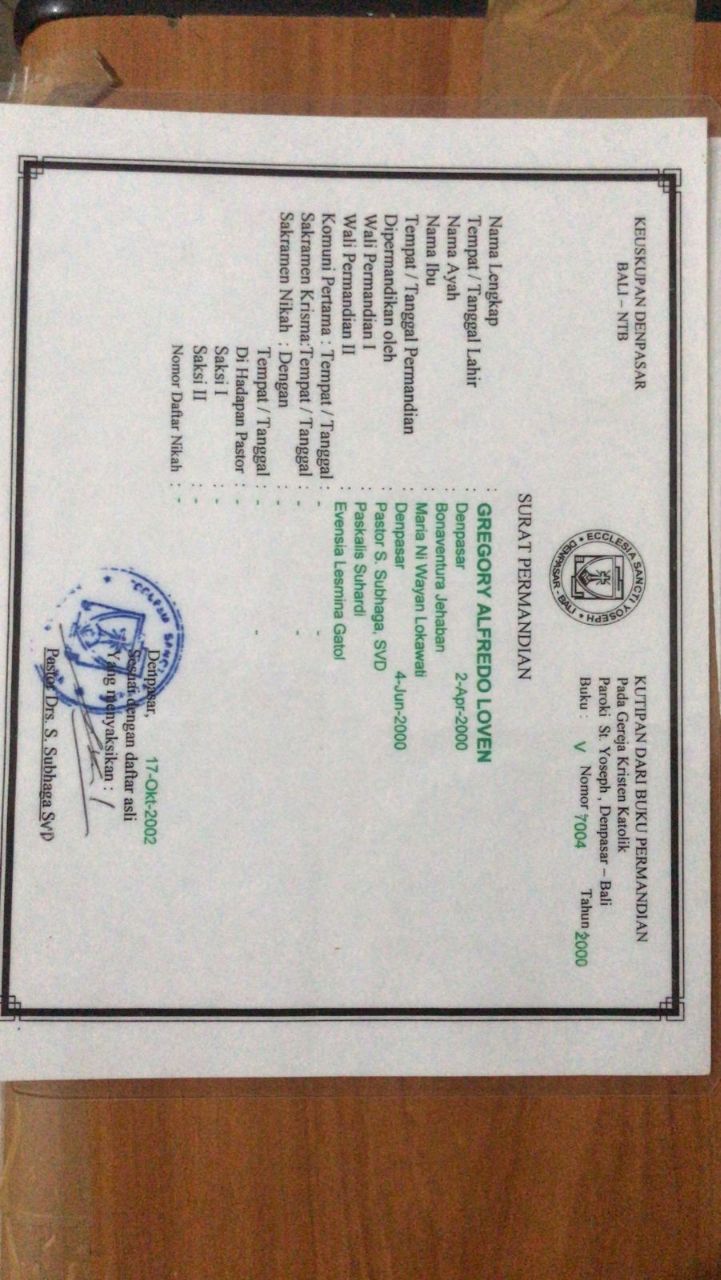 KEUSKUPAN DENPASAR
BALI – NTB
ECCLESIA SANCTI YOSEPH
DENPASAR - BALI
KUTIPAN DARI BUKU PERMANDIAN
Pada Gereja Kristen Katolik
Paroki St. Yoseph , Denpasar – Bali
Buku : V Nomor 7004 Tahun 2000
SURAT PERMANDIAN
Nama Lengkap : GREGORY ALFREDO LOVEN
Tempat / Tanggal Lahir : Denpasar 2-Apr-2000
Nama Ayah : Bonaventura Jehaban
Nama Ibu : Maria Ni Wayan Lokawati
Tempat / Tanggal Permandian : Denpasar 4-Jun-2000
Dipermandikan oleh : Pastor S. Subhaga, SVD
Wali Permandian I : Paskalis Suhardi
Wali Permandian II : Evensia Lesmina Gatol
Komuni Pertama : Tempat / Tanggal : - -
Sakramen Krisma:Tempat / Tanggal : - -
Sakramen Nikah : Dengan : -
Tempat / Tanggal : - -
Di Hadapan Pastor : -
Saksi I : -
Saksi II : -
Nomor Daftar Nikah : -
Denpasar, 17-Okt-2002
Sesuai dengan daftar asli
Yang menyaksikan :
Pastor Drs. S. Subhaga SVD